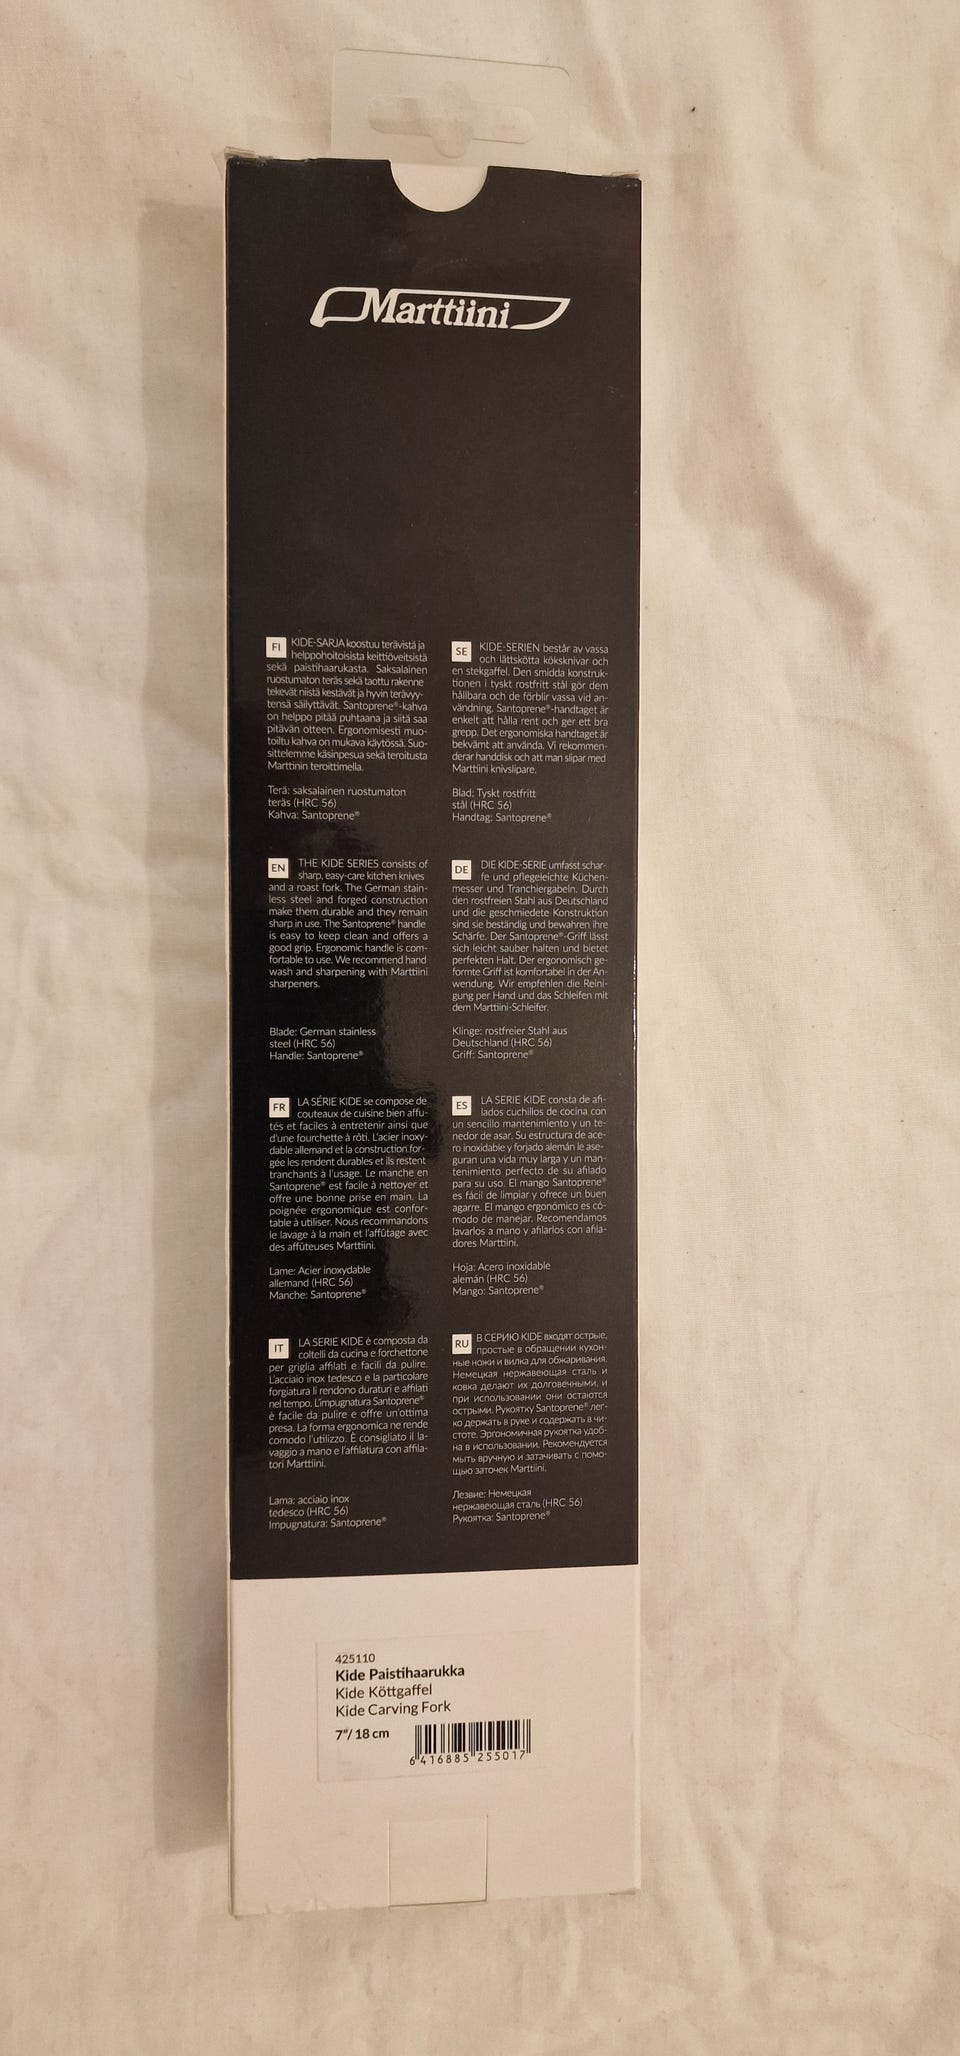 Marttiini
FI KIDE-SARJA koostuu terävistä ja
helppohoitoisista keittiöveitsistä
sekä paistihaarukasta. Saksalainen
ruostumaton teräs sekä taottu rakenne
tekevät niistä kestävät ja hyvin terävyy-
tensä säilyttävät. Santoprene®-kahva
on helppo pitää puhtaana ja siitä saa
pitävän otteen. Ergonomisesti muo-
toiltu kahva on mukava käytössä. Suo-
sittelemme käsinpesua sekä teroitusta
Marttinin teroittimella.
Terä: saksalainen ruostumaton
teräs (HRC 56)
Kahva: Santoprene®
SE KIDE-SERIEN består av vassa
och lättskötta köksknivar och
en stekgaffel. Den smidda konstruk-
tionen i tyskt rostfritt stål gör dem
hållbara och de förblir vassa vid an-
vändning. Santoprene®-handtaget är
enkelt att hålla rent och ger ett bra
grepp. Det ergonomiska handtaget är
bekvämt att använda. Vi rekommen-
derar handdisk och att man slipar med
Marttiini knivslipare.
Blad: Tyskt rostfritt
stål (HRC 56)
Handtag: Santoprene®
EN THE KIDE SERIES consists of
sharp, easy-care kitchen knives
and a roast fork. The German stain-
less steel and forged construction
make them durable and they remain
sharp in use. The Santoprene® handle
is easy to keep clean and offers a
good grip. Ergonomic handle is com-
fortable to use. We recommend hand
wash and sharpening with Marttiini
sharpeners.
Blade: German stainless
steel (HRC 56)
Handle: Santoprene®
DE DIE KIDE-SERIE umfasst schar-
fe und pflegeleichte Küchen-
messer und Tranchiergabeln. Durch
den rostfreien Stahl aus Deutschland
und die geschmiedete Konstruktion
sind sie beständig und bewahren ihre
Schärfe. Der Santoprene®-Griff lässt
sich leicht sauber halten und bietet
perfekten Halt. Der ergonomisch ge-
formte Griff ist komfortabel in der An-
wendung. Wir empfehlen die Reini-
gung per Hand und das Schleifen mit
dem Marttiini-Schleifer.
Klinge: rostfreier Stahl aus
Deutschland (HRC 56)
Griff: Santoprene®
FR LA SÉRIE KIDE se compose de
couteaux de cuisine bien affu-
tés et faciles à entretenir ainsi que
d'une fourchette à rôti. L'acier inoxy-
dable allemand et la construction for-
gée les rendent durables et ils restent
tranchants à l'usage. Le manche en
Santoprene® est facile à nettoyer et
offre une bonne prise en main. La
poignée ergonomique est confor-
table à utiliser. Nous recommandons
le lavage à la main et l'affûtage avec
des affûteuses Marttiini.
Lame: Acier inoxydable
allemand (HRC 56)
Manche: Santoprene®
ES LA SERIE KIDE consta de afi-
lados cuchillos de cocina con
un sencillo mantenimiento y un te-
nedor de asar. Su estructura de ace-
ro inoxidable y forjado alemán le ase-
guran una vida muy larga y un man-
tenimiento perfecto de su afilado
para su uso. El mango Santoprene®
es fácil de limpiar y ofrece un buen
agarre. El mango ergonómico es có-
modo de manejar. Recomendamos
lavarlos a mano y afilarlos con afila-
dores Marttiini.
Hoja: Acero inoxidable
alemán (HRC 56)
Mango: Santoprene®
IT LA SERIE KIDE è composta da
coltelli da cucina e forchettone
per griglia affilati e facili da pulire.
L'acciaio inox tedesco e la particolare
forgiatura li rendono duraturi e affilati
nel tempo. L'impugnatura Santoprene®
è facile da pulire e offre un'ottima
presa. La forma ergonomica ne rende
comodo l'utilizzo. È consigliato il la-
vaggio a mano e l'affilatura con affila-
tori Marttiini.
Lama: acciaio inox
tedesco (HRC 56)
Impugnatura: Santoprene®
RU В СЕРИЮ KIDE входят острые,
простые в обращении кухон-
ные ножи и вилка для обжаривания.
Немецкая нержавеющая сталь и
ковка делают их долговечными, и
при использовании они остаются
острыми. Рукоятку Santoprene® лег-
ко держать в руке и содержать в чи-
стоте. Эргономичная рукоятка удоб-
на в использовании. Рекомендуется
мыть вручную и затачивать с помо-
щью заточек Marttiini.
Лезвие: Немецкая
нержавеющая сталь (HRC 56)
Рукоятка: Santoprene®
425110
Kide Paistihaarukka
Kide Köttgaffel
Kide Carving Fork
7"/ 18 cm
6 416885 255017